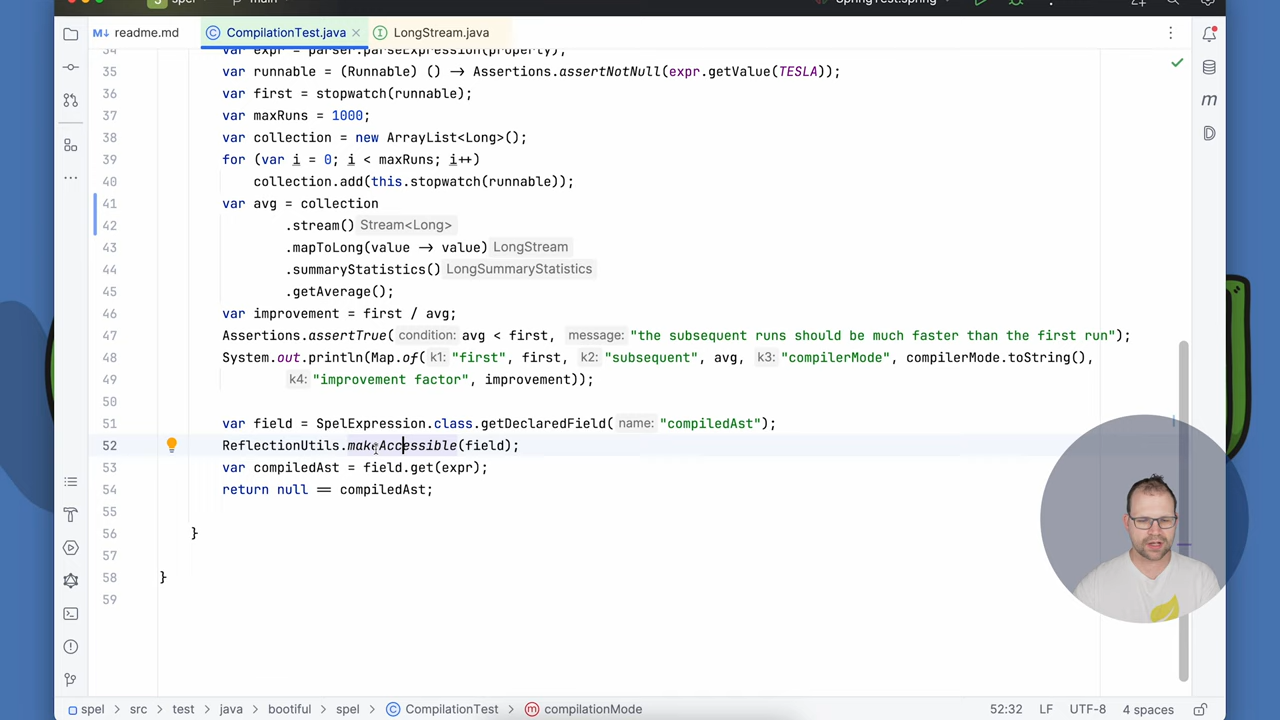 spel
main
SpringTest.spring
readme.md
CompilationTest.java
LongStream.java
34 var expr = parser.parseExpression(property);
35 var runnable = (Runnable) () → Assertions.assertNotNull(expr.getValue(TESLA));
36 var first = stopwatch(runnable);
37 var maxRuns = 1000;
38 var collection = new ArrayList<Long>();
39 for (var i = 0; i < maxRuns; i++)
40 collection.add(this.stopwatch(runnable));
41 var avg = collection
42 .stream() Stream<Long>
43 .mapToLong(value → value) LongStream
44 .summaryStatistics() LongSummaryStatistics
45 .getAverage();
46 var improvement = first / avg;
47 Assertions.assertTrue( condition: avg < first, message: "the subsequent runs should be much faster than the first run");
48 System.out.println(Map.of( k1: "first", first, k2: "subsequent", avg, k3: "compilerMode", compilerMode.toString(),
49 k4: "improvement factor", improvement));
50
51 var field = SpelExpression.class.getDeclaredField( name: "compiledAst");
52 ReflectionUtils.makeAccessible(field);
53 var compiledAst = field.get(expr);
54 return null == compiledAst;
55
56 }
57
58 }
59
spel > src > test > java > bootiful > spel > CompilationTest > compilationMode
52:32 LF UTF-8 4 spaces